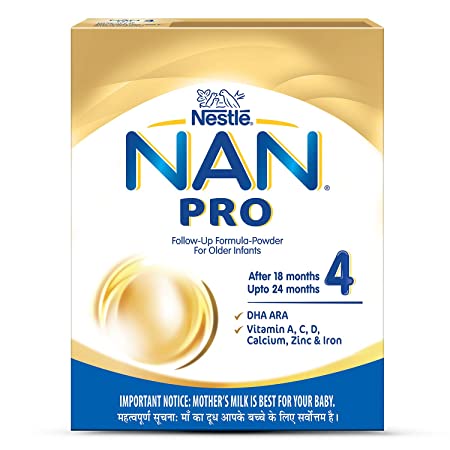 Nestlé®
NAN®
PRO
Follow-Up Formula-Powder
For Older Infants
After 18 months
Upto 24 months
4
✓ DHA ARA
✓ Vitamin A, C, D,
Calcium, Zinc & Iron
IMPORTANT NOTICE: MOTHER'S MILK IS BEST FOR YOUR BABY.
महत्वपूर्ण सूचना: माँ का दूध आपके बच्चे के लिए सर्वोत्तम है।